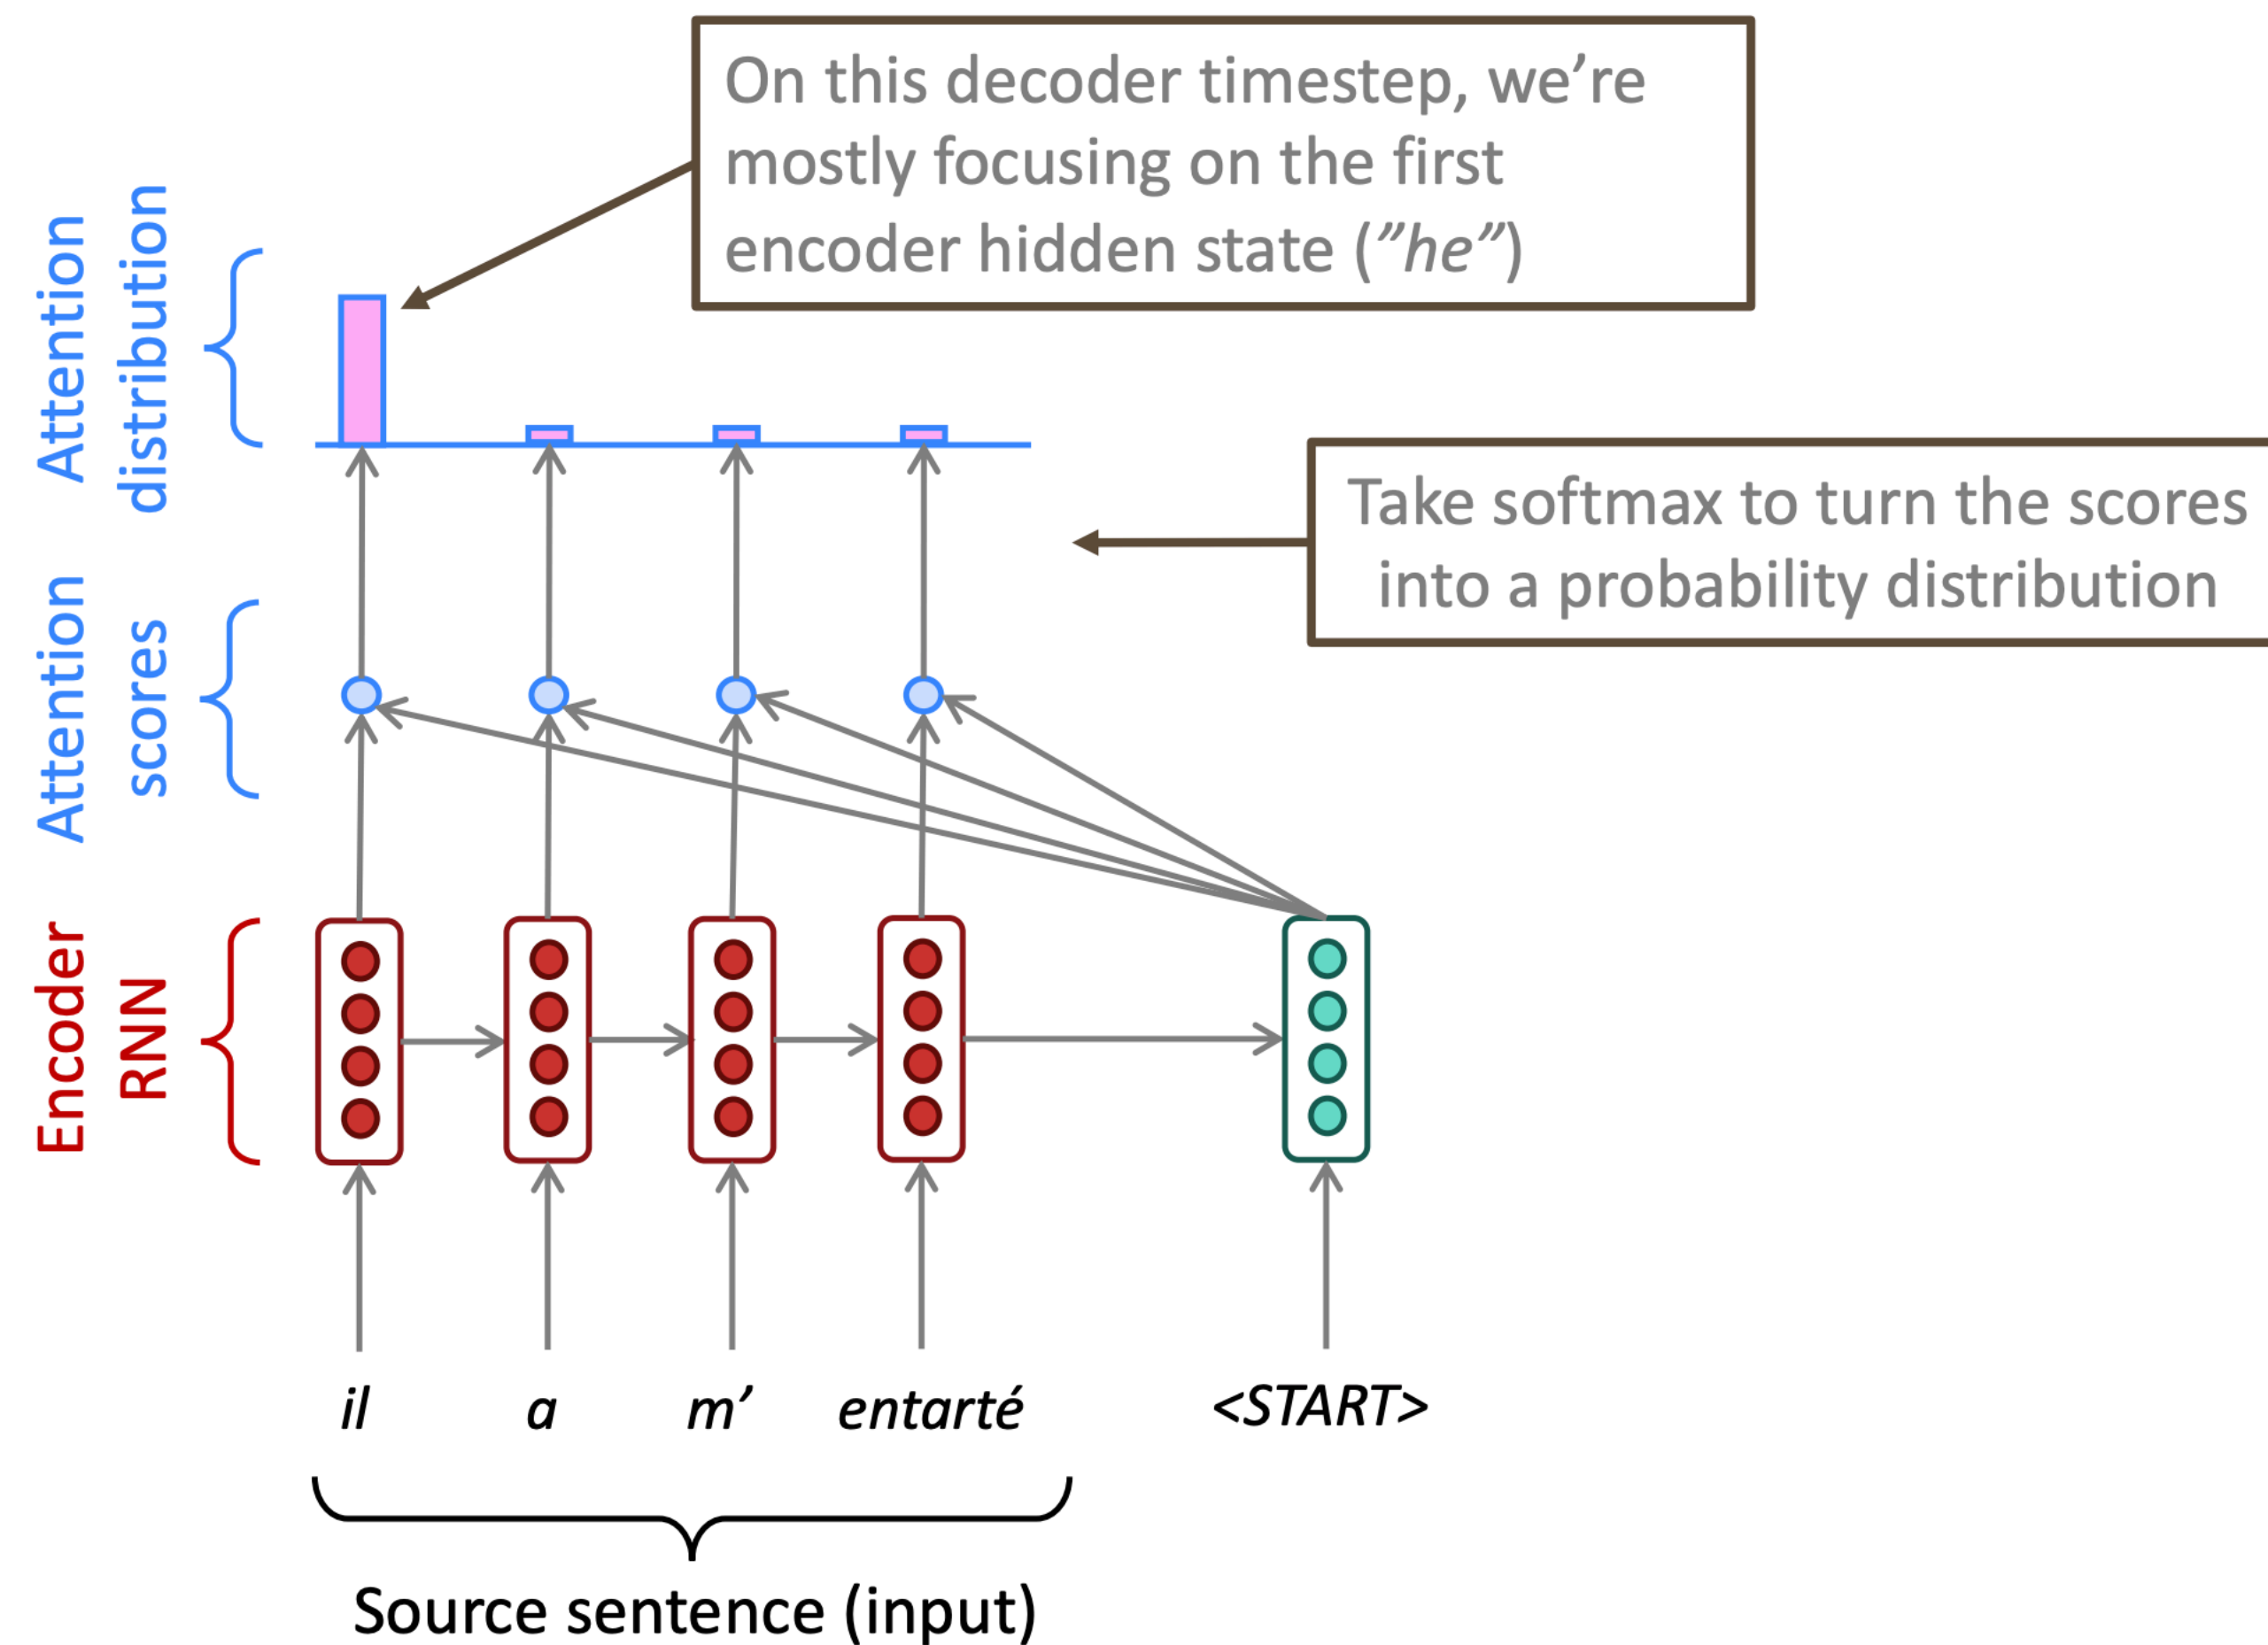 On this decoder timestep, we’re
mostly focusing on the first
encoder hidden state (”he”)
Attention
distribution
Take softmax to turn the scores
into a probability distribution
Attention
scores
Encoder
RNN
il a m’ entarté <START>
Source sentence (input)